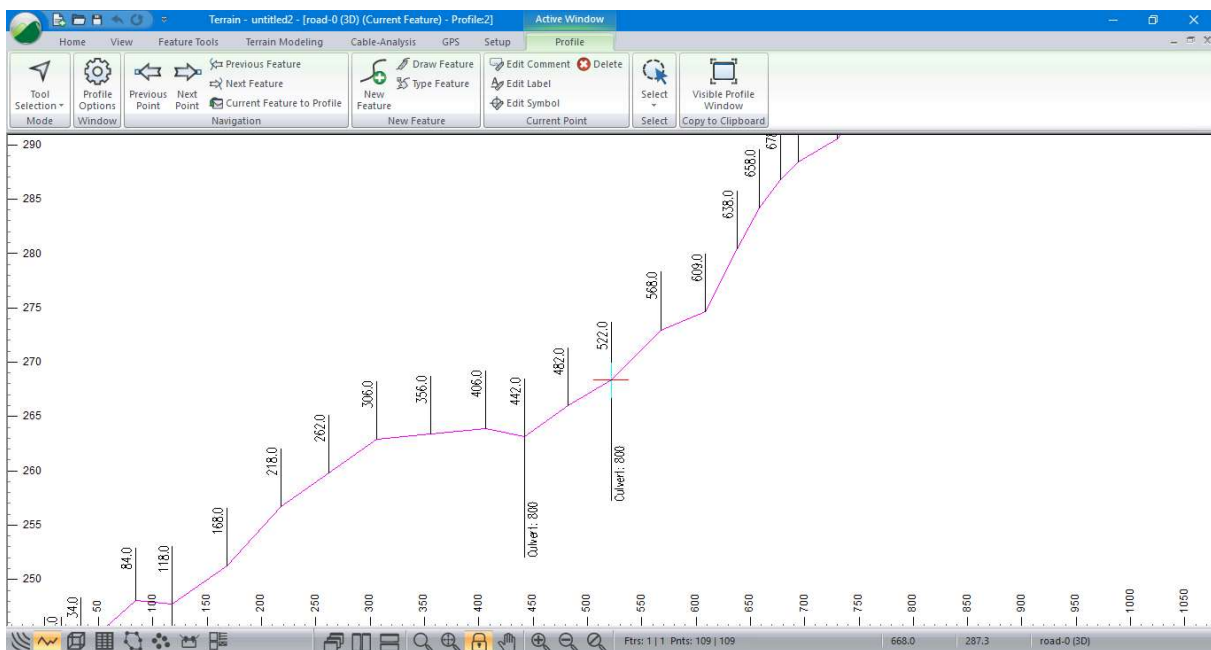 Terrain - untitled2 - [road-0 (3D) (Current Feature) - Profile:2]
Active Window
Home View Feature Tools Terrain Modeling Cable-Analysis GPS Setup Profile
Tool Selection
Mode
Profile Options
Window
Previous Point
Next Point
Previous Feature
Next Feature
Current Feature to Profile
Navigation
New Feature
Draw Feature
Type Feature
New Feature
Edit Comment
Delete
Edit Label
Edit Symbol
Current Point
Select
Select
Visible Profile Window
Copy to Clipboard
290
285
280
275
270
265
260
255
250
34.0
84.0
118.0
168.0
218.0
262.0
306.0
356.0
406.0
442.0
482.0
522.0
568.0
609.0
638.0
658.0
Culvert: 800
Culvert: 800
50 100 150 200 250 300 350 400 450 500 550 600 650 700 750 800 850 900 950 1000 1050
Ftrs: 1 | 1 Pnts: 109 | 109
668.0
287.3
road-0 (3D)